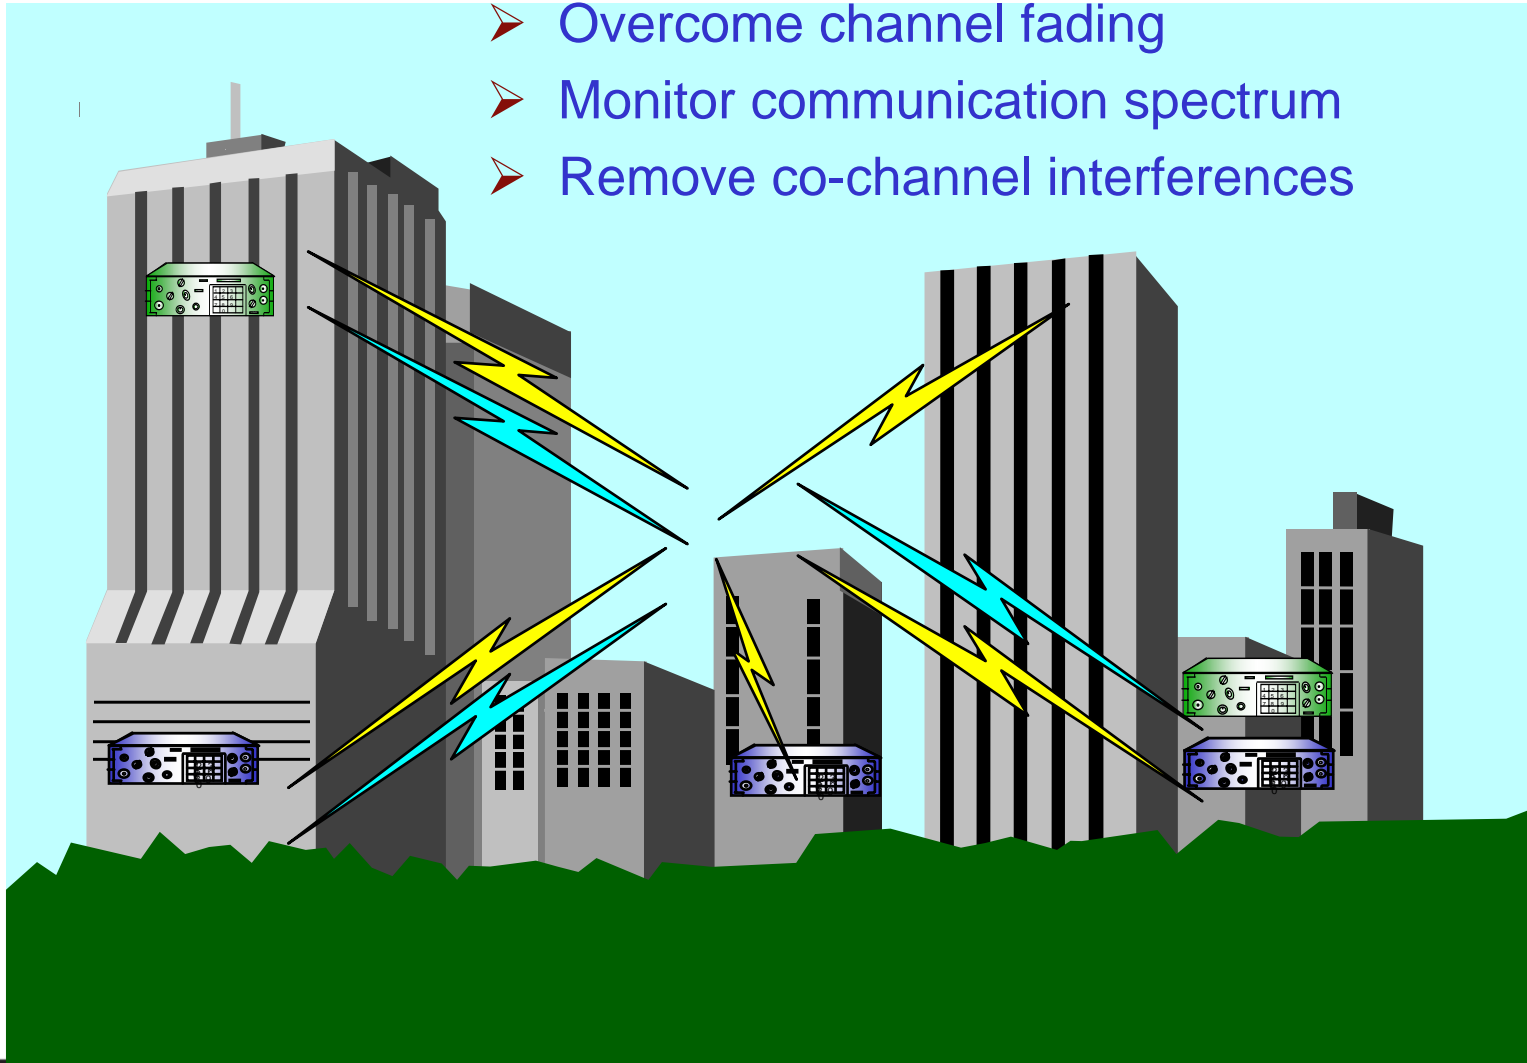 Overcome channel fading
Monitor communication spectrum
Remove co-channel interferences